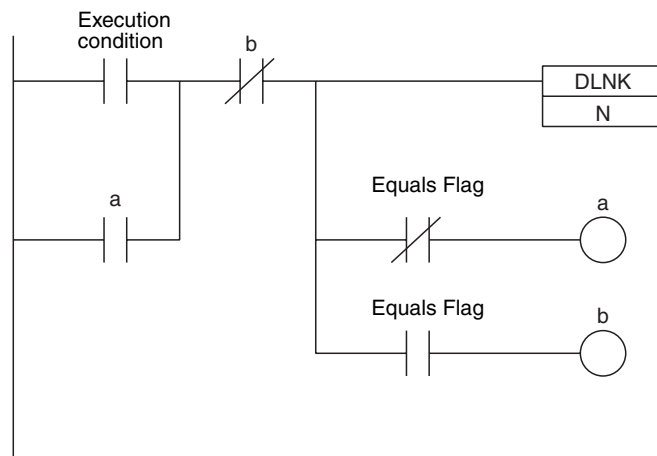 Execution
condition
b
DLNK
N
a
Equals Flag
a
Equals Flag
b